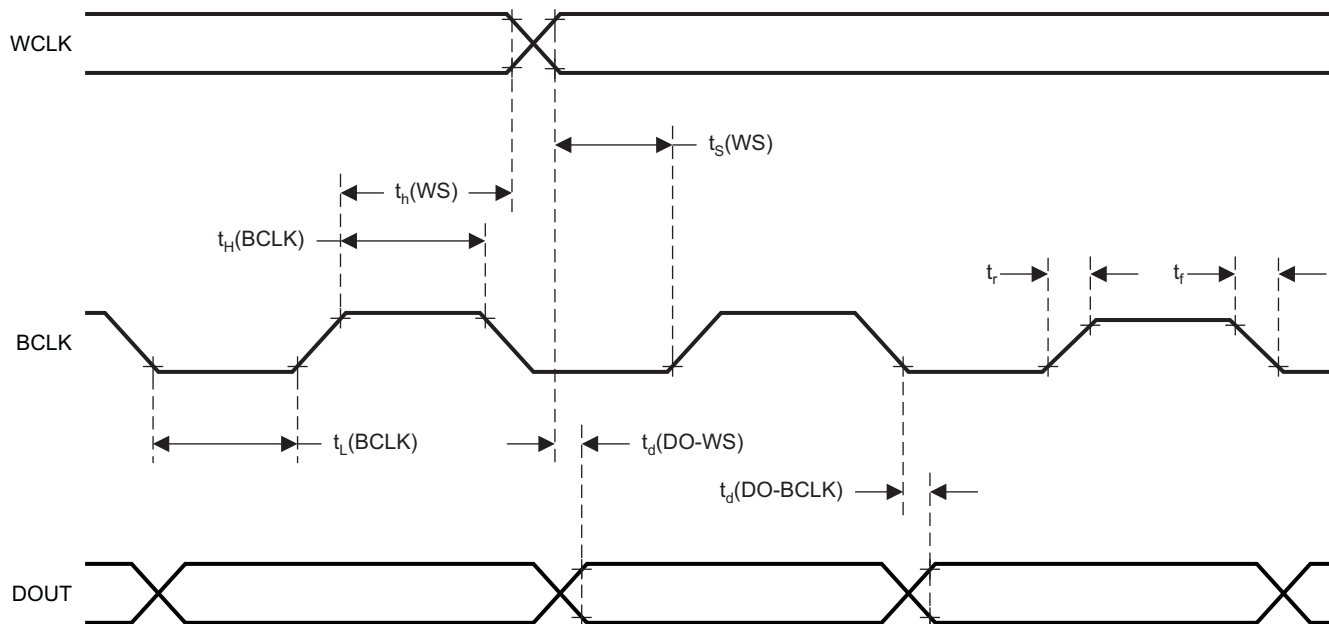 WCLK
t_S(WS)
t_h(WS)
t_H(BCLK)
t_r
t_f
BCLK
t_L(BCLK)
t_d(DO-WS)
t_d(DO-BCLK)
DOUT